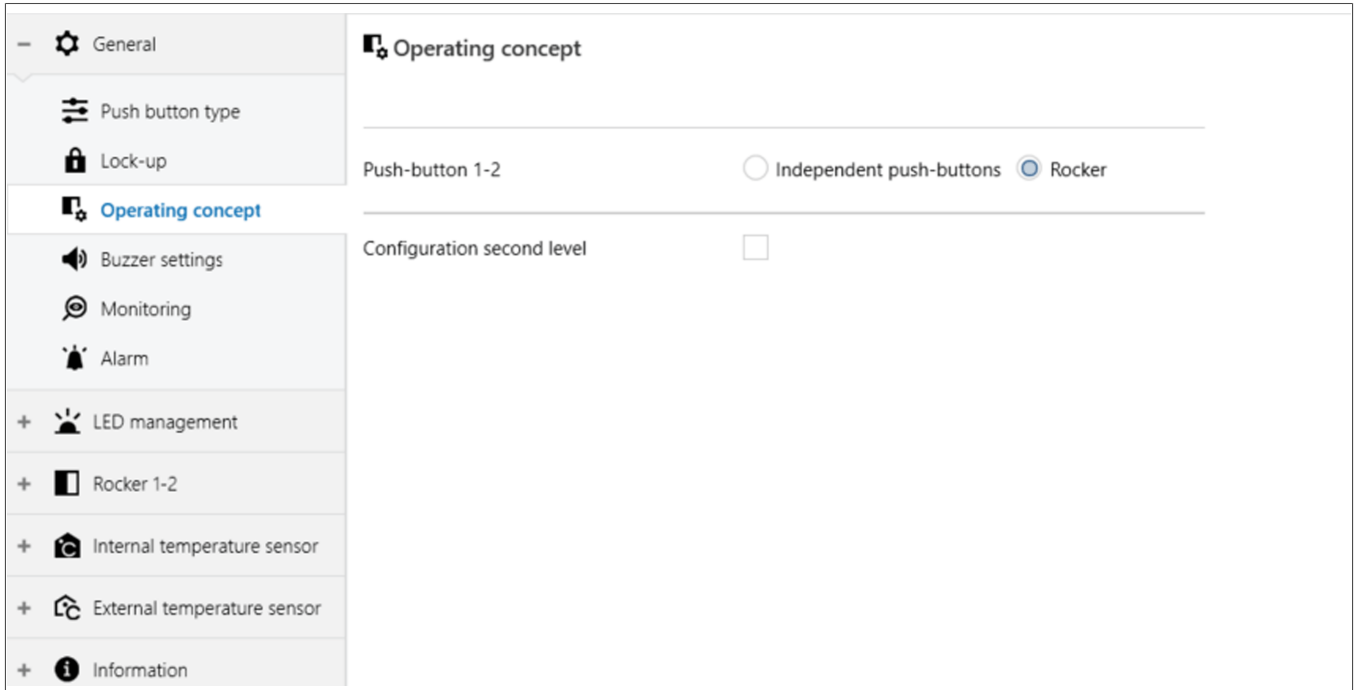 General
Push button type
Lock-up
Operating concept
Buzzer settings
Monitoring
Alarm
LED management
Rocker 1-2
Internal temperature sensor
External temperature sensor
Information
Operating concept
Push-button 1-2 Independent push-buttons Rocker
Configuration second level